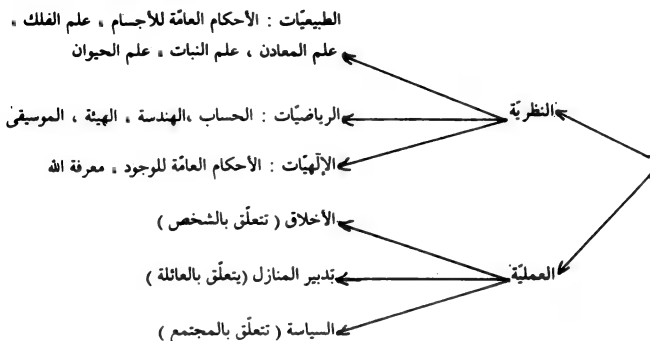 الطبيعيّات : الأحكام العامّة للأجسام ، علم الفلك ،
علم المعادن ، علم النبات ، علم الحيوان
النظريّة
الرياضيّات : الحساب ،الهندسة ، الهيئة ، الموسيقى
الإلٓهيّات : الأحكام العامّة للوجود ، معرفة الله
الأخلاق ( تتعلّق بالشخص )
العمليّة
تدبير المنازل (يتعلّق بالعائلة )
السياسة ( تتعلّق بالمجتمع )